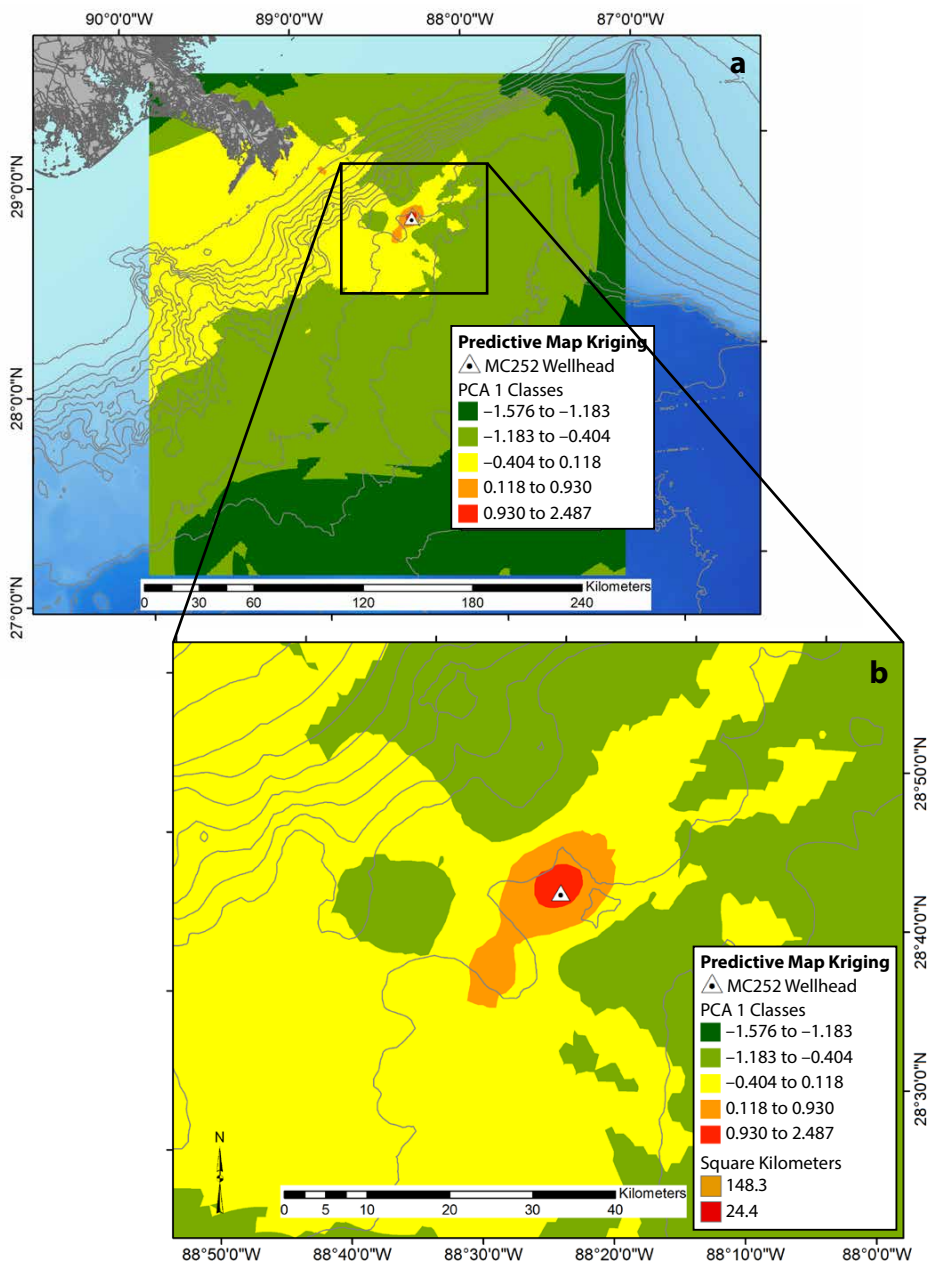 90°0'0"W 89°0'0"W 88°0'0"W 87°0'0"W
a
29°0'0"N
28°0'0"N
27°0'0"N
Predictive Map Kriging
MC252 Wellhead
PCA 1 Classes
–1.576 to –1.183
–1.183 to –0.404
–0.404 to 0.118
0.118 to 0.930
0.930 to 2.487
Kilometers
0 30 60 120 180 240
b
28°50'0"N
28°40'0"N
28°30'0"N
Predictive Map Kriging
MC252 Wellhead
PCA 1 Classes
–1.576 to –1.183
–1.183 to –0.404
–0.404 to 0.118
0.118 to 0.930
0.930 to 2.487
Square Kilometers
148.3
24.4
N
Kilometers
0 5 10 20 30 40
88°50'0"W 88°40'0"W 88°30'0"W 88°20'0"W 88°10'0"W 88°0'0"W